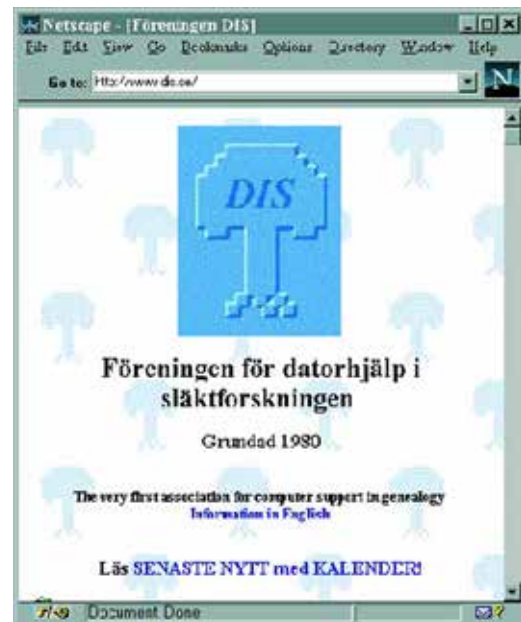 Netscape - [Föreningen DIS]
File Edit View Go Bookmarks Options Directory Window Help
Go to: http://www.dis.se/
N
DIS
Föreningen för datorhjälp i
släktforskningen
Grundad 1980
The very first association for computer support in genealogy
Information in English
Läs SENASTE NYTT med KALENDER!
Document Done